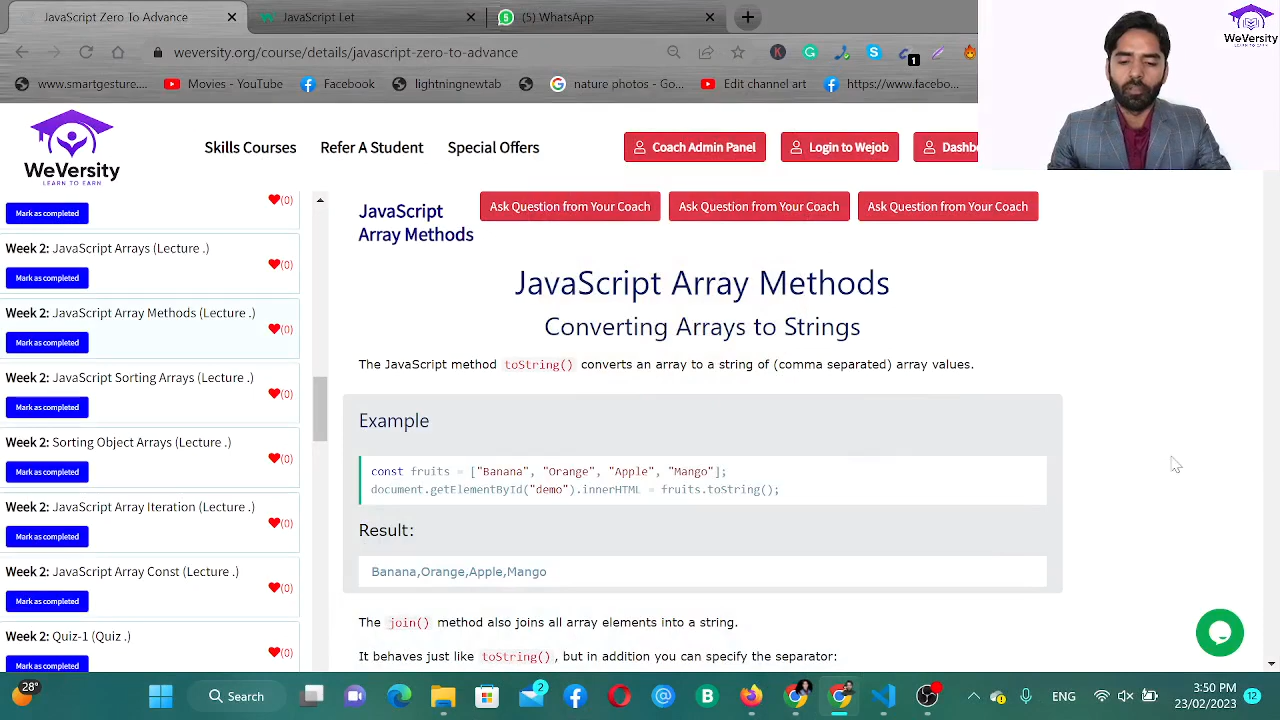 JavaScript Zero Io Advance
JavaScript Let
(5) WhatsApp
weversity.org/course/details/javascript-zero-to-advance
www.smartgestu...
Movies - YouTube
Facebook
lightingnewtab
nature photos - Go...
Edit channel art
https://www.facebo...
WeVersity
LEARN TO EARN
Skills Courses
Refer A Student
Special Offers
Coach Admin Panel
Login to Wejob
Dashbo
WeVersity
LEARN TO EARN
(0)
Mark as completed
Week 2: JavaScript Arrays (Lecture .)
(0)
Mark as completed
Week 2: JavaScript Array Methods (Lecture .)
(0)
Mark as completed
Week 2: JavaScript Sorting Arrays (Lecture .)
(0)
Mark as completed
Week 2: Sorting Object Arrays (Lecture .)
(0)
Mark as completed
Week 2: JavaScript Array Iteration (Lecture .)
(0)
Mark as completed
Week 2: JavaScript Array Const (Lecture .)
(0)
Mark as completed
Week 2: Quiz-1 (Quiz .)
(0)
Mark as completed
JavaScript
Array Methods
Ask Question from Your Coach
Ask Question from Your Coach
Ask Question from Your Coach
JavaScript Array Methods
Converting Arrays to Strings
The JavaScript method toString() converts an array to a string of (comma separated) array values.
Example
const fruits = ["Banana", "Orange", "Apple", "Mango"];
document.getElementById("demo").innerHTML = fruits.toString();
Result:
Banana,Orange,Apple,Mango
The join() method also joins all array elements into a string.
It behaves just like toString(), but in addition you can specify the separator:
28°
Search
2
ENG
3:50 PM
23/02/2023
12